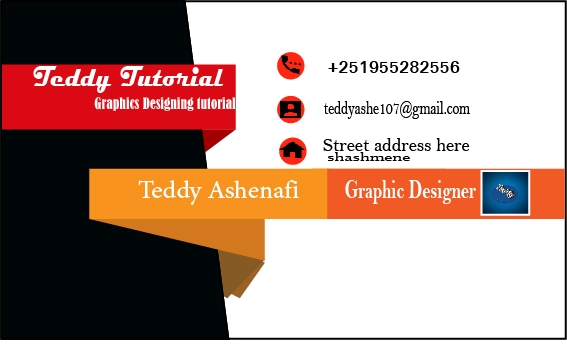 Teddy Tutorial
Graphics Designing tutorial
+251955282556
teddyashe107@gmail.com
Street address here
shashmene
Teddy Ashenafi
Graphic Designer